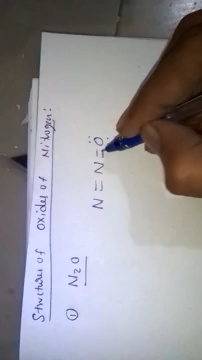 Structures of Oxides of Nitrogen:
① N₂O
N = N = Ö